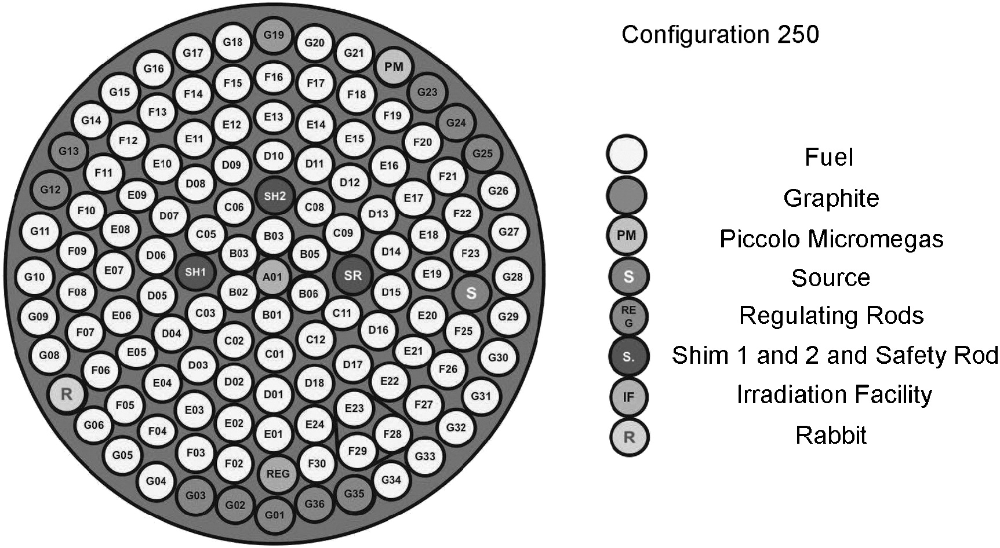 Configuration 250
G19
G18 G20
G17 G21
G16 PM
F16
F15 F17
G15 F14 F18 G23
F13 F19
E13
G14 E12 E14 G24
F12 E11 E15 F20
G13 D10 G25
E10 D09 D11 E16
F11 F21
D08 D12
G12 E09 SH2 E17 G26
F10 C06 C08 F22
D07 D13
G11 E08 C05 B03 C09 E18 G27
F09 D06 B03 B05 D14 F23
E07 SH1 A01 SR E19
G10 G28
F08 D05 B02 B06 D15 S
G09 E06 C03 B01 C11 E20 G29
F07 D04 C02 C12 D16 F25
G08 E05 C01 E21 G30
F06 D03 D17 F26
E04 D02 D18 E22
R D01 G31
F05 E03 E23 F27
G06 F04 E02 E01 E24 F28 G32
G05 F03 F29 G33
F02 F30
G04 REG G34
G03 G35
G02 G36
G01
Fuel
Graphite
PM Piccolo Micromegas
S Source
RE
G
Regulating Rods
S. Shim 1 and 2 and Safety Rod
IF Irradiation Facility
R Rabbit